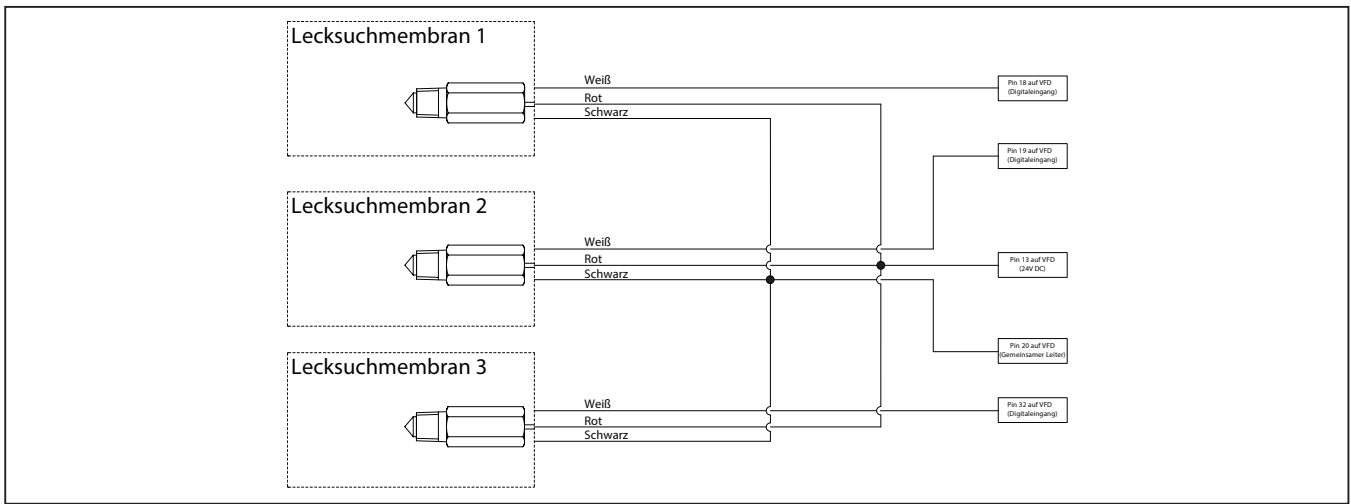 Lecksuchmembran 1
Weiß
Rot
Schwarz
Pin 18 auf VFD
(Digitaleingang)
Pin 19 auf VFD
(Digitaleingang)
Lecksuchmembran 2
Weiß
Rot
Schwarz
Pin 13 auf VFD
(24V DC)
Pin 20 auf VFD
(Gemeinsamer Leiter)
Lecksuchmembran 3
Weiß
Rot
Schwarz
Pin 32 auf VFD
(Digitaleingang)